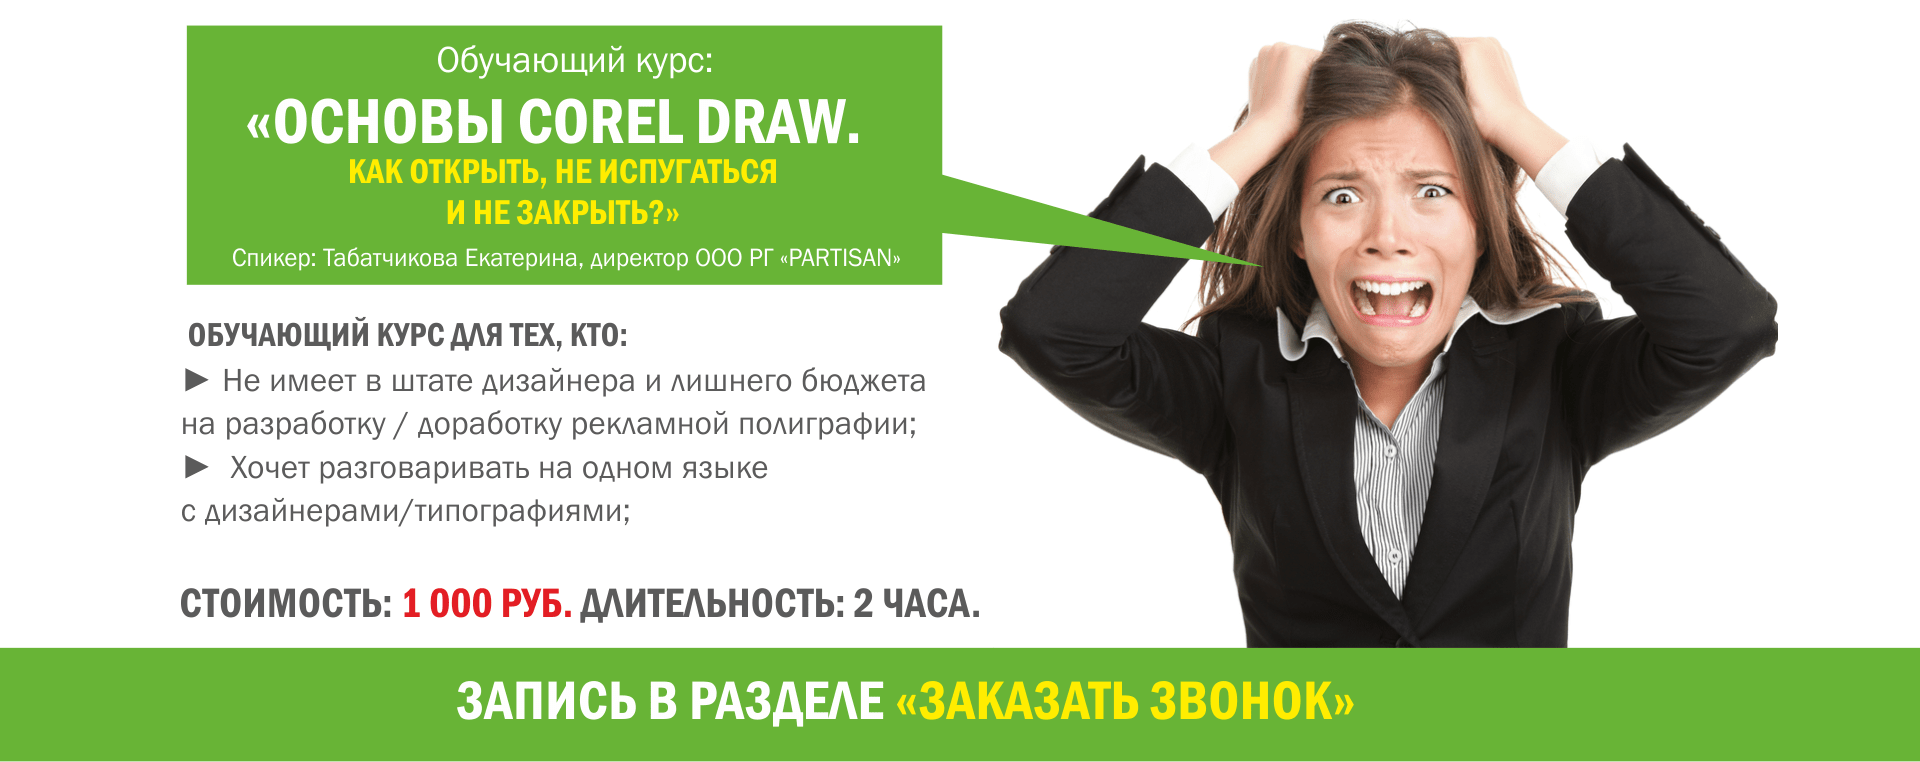 Обучающий курс:
«ОСНОВЫ COREL DRAW.
КАК ОТКРЫТЬ, НЕ ИСПУГАТЬСЯ
И НЕ ЗАКРЫТЬ?»
Спикер: Табатчикова Екатерина, директор ООО РГ «PARTISAN»
ОБУЧАЮЩИЙ КУРС ДЛЯ ТЕХ, КТО:
► Не имеет в штате дизайнера и лишнего бюджета
на разработку / доработку рекламной полиграфии;
► Хочет разговаривать на одном языке
с дизайнерами/типографиями;
СТОИМОСТЬ: 1 000 РУБ. ДЛИТЕЛЬНОСТЬ: 2 ЧАСА.
ЗАПИСЬ В РАЗДЕЛЕ «ЗАКАЗАТЬ ЗВОНОК»